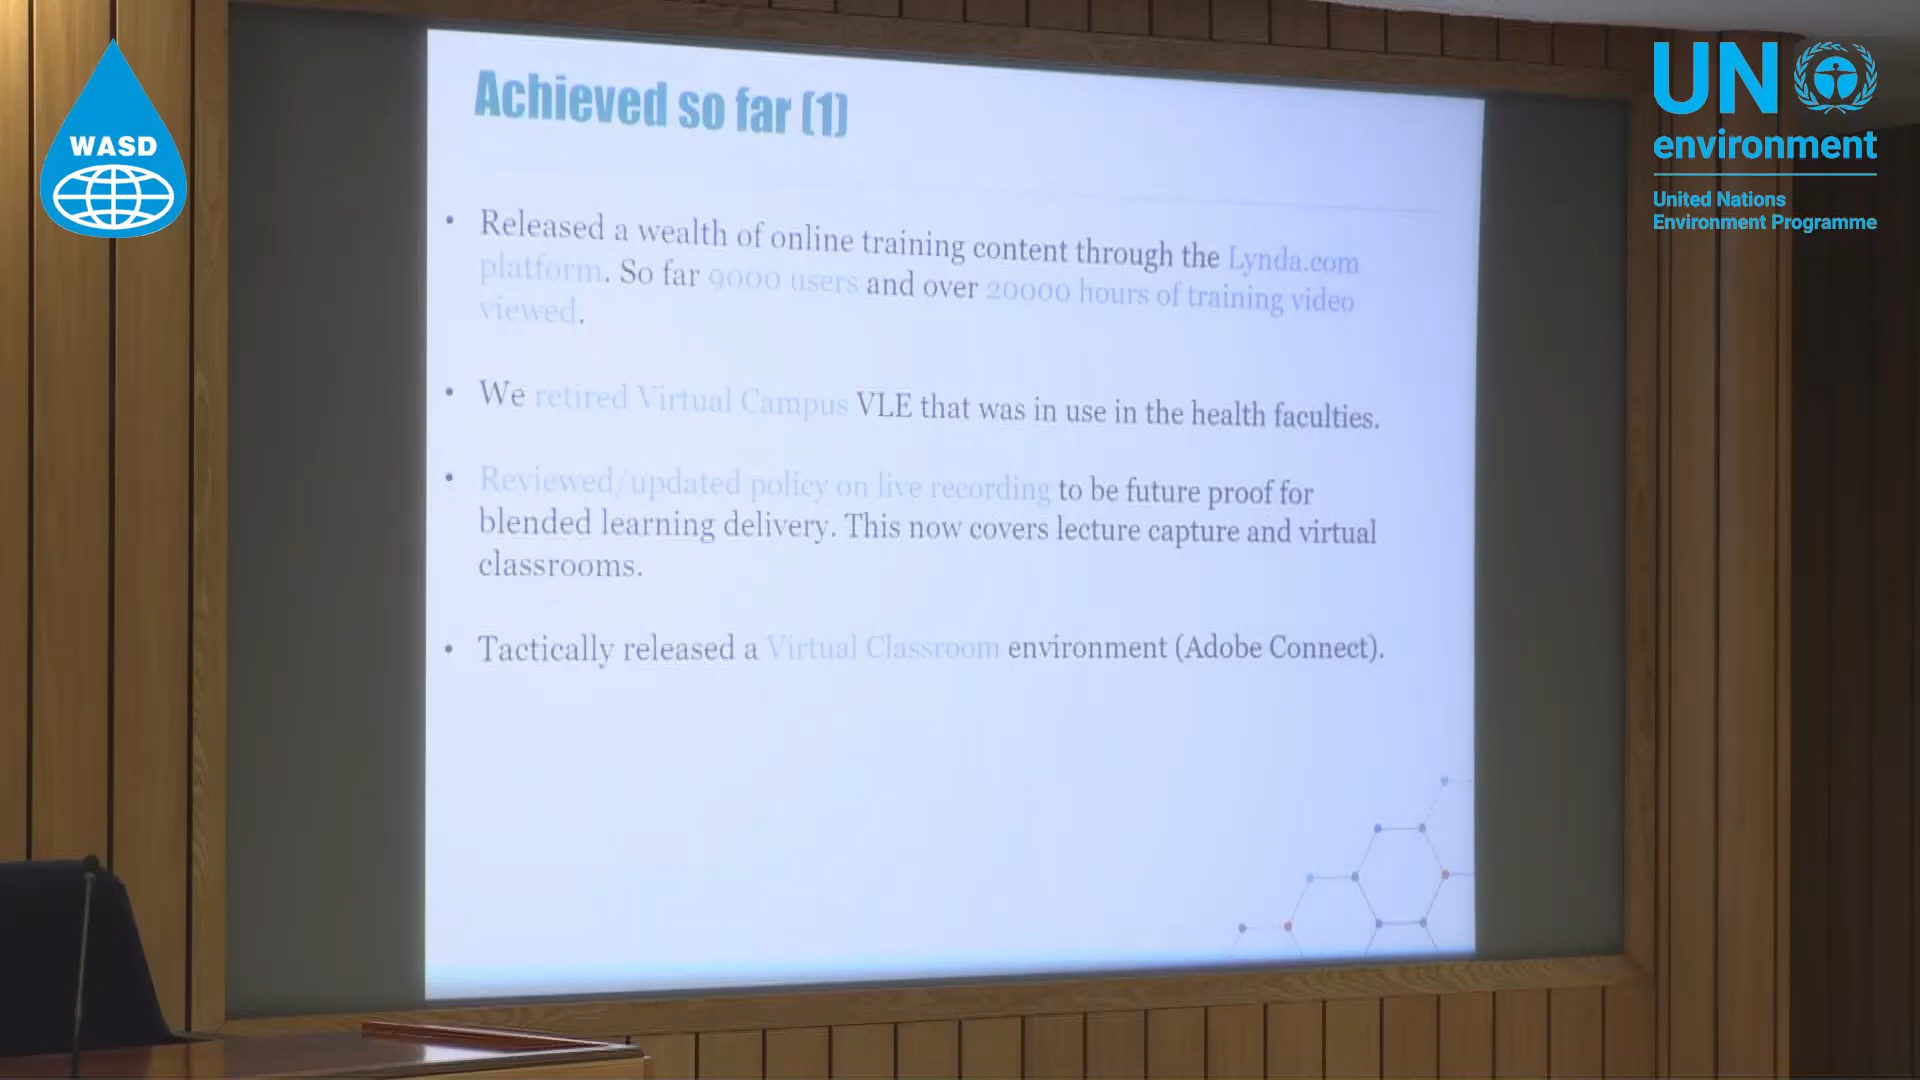 WASD
UN
environment
United Nations
Environment Programme
Achieved so far (1)
• Released a wealth of online training content through the Lynda.com
platform. So far 9000 users and over 20000 hours of training video
viewed.
• We retired Virtual Campus VLE that was in use in the health faculties.
• Reviewed/updated policy on live recording to be future proof for
blended learning delivery. This now covers lecture capture and virtual
classrooms.
• Tactically released a Virtual Classroom environment (Adobe Connect).